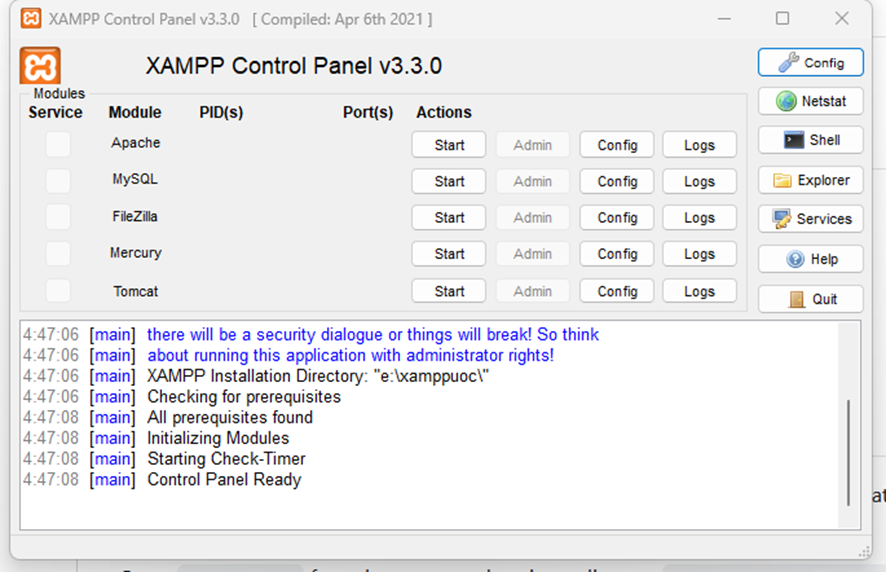 XAMPP Control Panel v3.3.0 [ Compiled: Apr 6th 2021 ]
XAMPP Control Panel v3.3.0
Config
Modules
Service Module PID(s) Port(s) Actions
Netstat
Apache Start Admin Config Logs
Shell
MySQL Start Admin Config Logs
Explorer
FileZilla Start Admin Config Logs
Services
Mercury Start Admin Config Logs
Help
Tomcat Start Admin Config Logs
Quit
4:47:06 [main] there will be a security dialogue or things will break! So think
4:47:06 [main] about running this application with administrator rights!
4:47:06 [main] XAMPP Installation Directory: "e:\xamppuoc\"
4:47:06 [main] Checking for prerequisites
4:47:08 [main] All prerequisites found
4:47:08 [main] Initializing Modules
4:47:08 [main] Starting Check-Timer
4:47:08 [main] Control Panel Ready